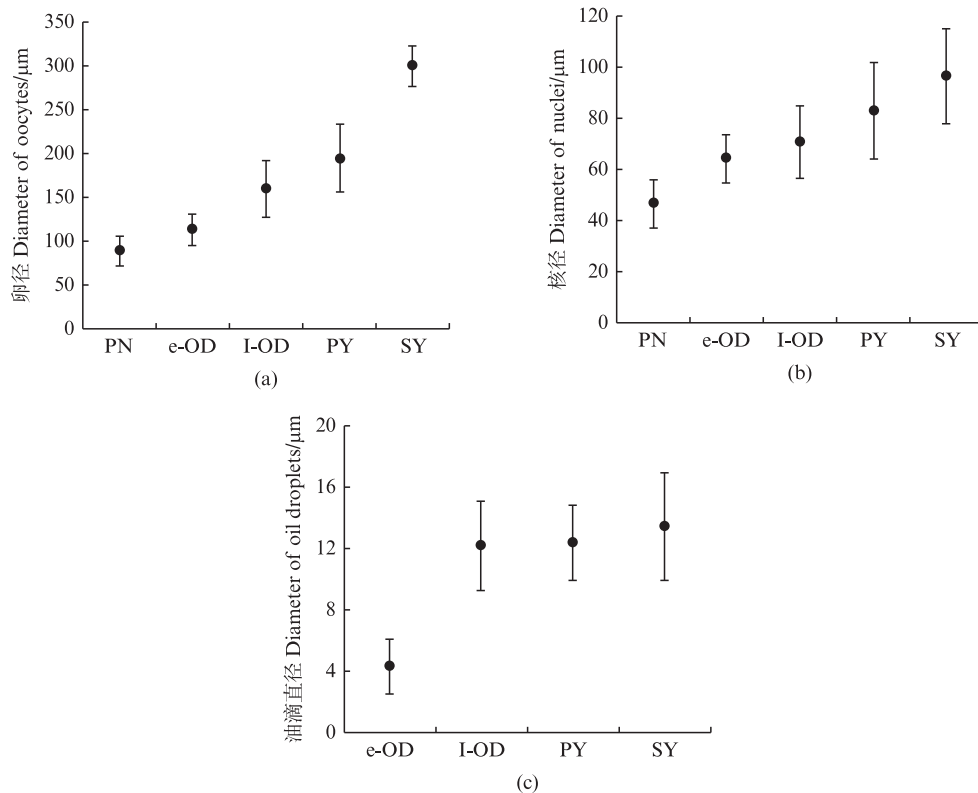 卵径 Diameter of oocytes/μm
350
300
250
200
150
100
50
0
PN e-OD I-OD PY SY
(a)
核径 Diameter of nuclei/μm
120
100
80
60
40
20
0
PN e-OD I-OD PY SY
(b)
油滴直径 Diameter of oil droplets/μm
20
16
12
8
4
0
e-OD I-OD PY SY
(c)